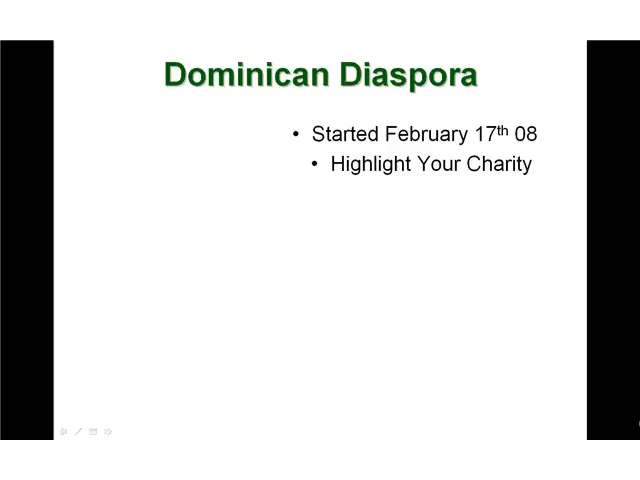 Dominican Diaspora
• Started February 17th 08
• Highlight Your Charity